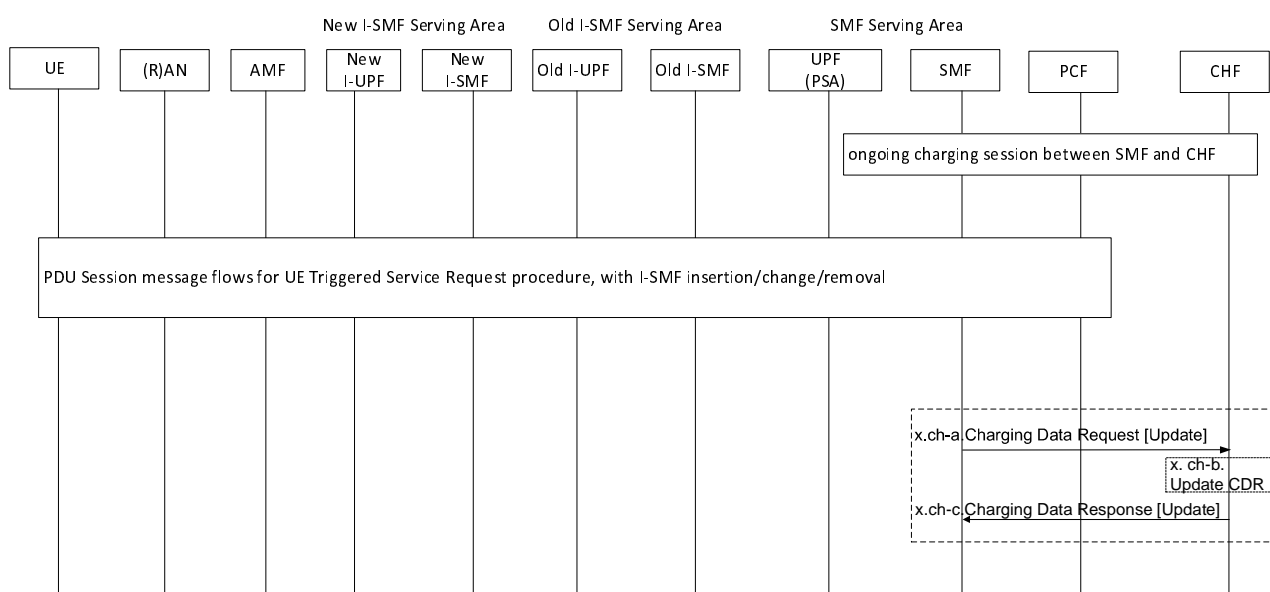 New I-SMF Serving Area
Old I-SMF Serving Area
SMF Serving Area
UE
(R)AN
AMF
New
I-UPF
New
I-SMF
Old I-UPF
Old I-SMF
UPF
(PSA)
SMF
PCF
CHF
ongoing charging session between SMF and CHF
PDU Session message flows for UE Triggered Service Request procedure, with I-SMF insertion/change/removal
x.ch-a.Charging Data Request [Update]
x. ch-b.
Update CDR
x.ch-c.Charging Data Response [Update]